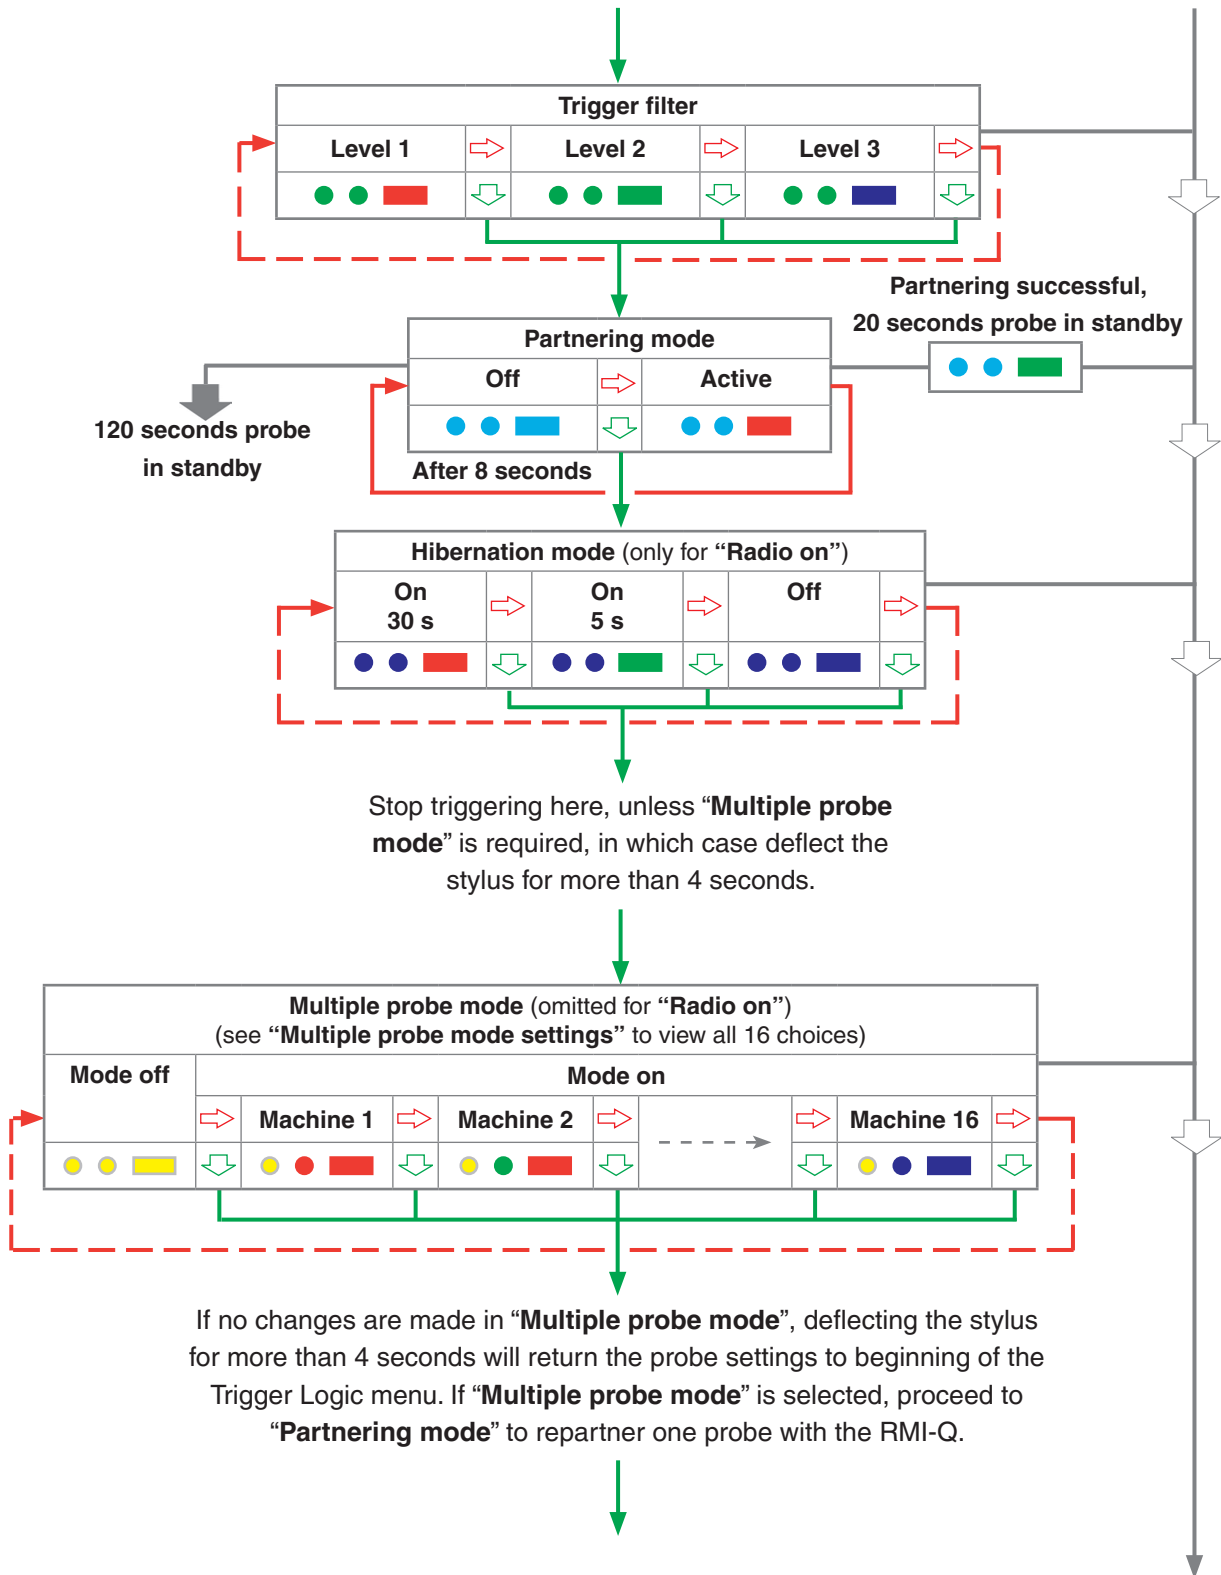 Trigger filter
Level 1
Level 2
Level 3
Partnering successful,
20 seconds probe in standby
Partnering mode
Off
Active
120 seconds probe
in standby
After 8 seconds
Hibernation mode (only for “Radio on”)
On
30 s
On
5 s
Off
Stop triggering here, unless “Multiple probe
mode” is required, in which case deflect the
stylus for more than 4 seconds.
Multiple probe mode (omitted for “Radio on”)
(see “Multiple probe mode settings” to view all 16 choices)
Mode off
Mode on
Machine 1
Machine 2
Machine 16
If no changes are made in “Multiple probe mode”, deflecting the stylus
for more than 4 seconds will return the probe settings to beginning of the
Trigger Logic menu. If “Multiple probe mode” is selected, proceed to
“Partnering mode” to repartner one probe with the RMI-Q.